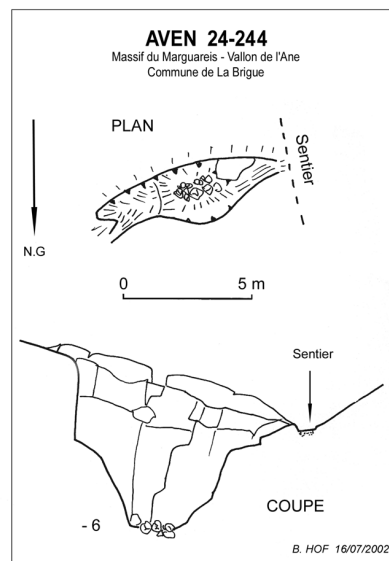 AVEN 24-244
Massif du Marguareis - Vallon de l'Ane
Commune de La Brigue
PLAN
Sentier
N.G
0 5 m
Sentier
COUPE
- 6
B. HOF 16/07/2002